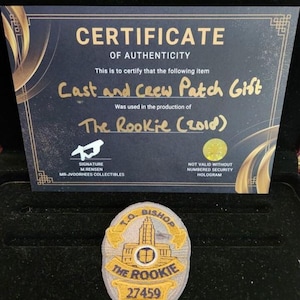 CERTIFICATE
OF AUTHENTICITY
This is to certify that the following item
Cast and Crew Patch Gift
Was used in the production of
The Rookie (2018)
SIGNATURE
M.RENSEN
MR-JVOORHEES COLLECTIBLES
NOT VALID WITHOUT
NUMBERED SECURITY
HOLOGRAM
T.O. BISHOP
THE ROOKIE
27459